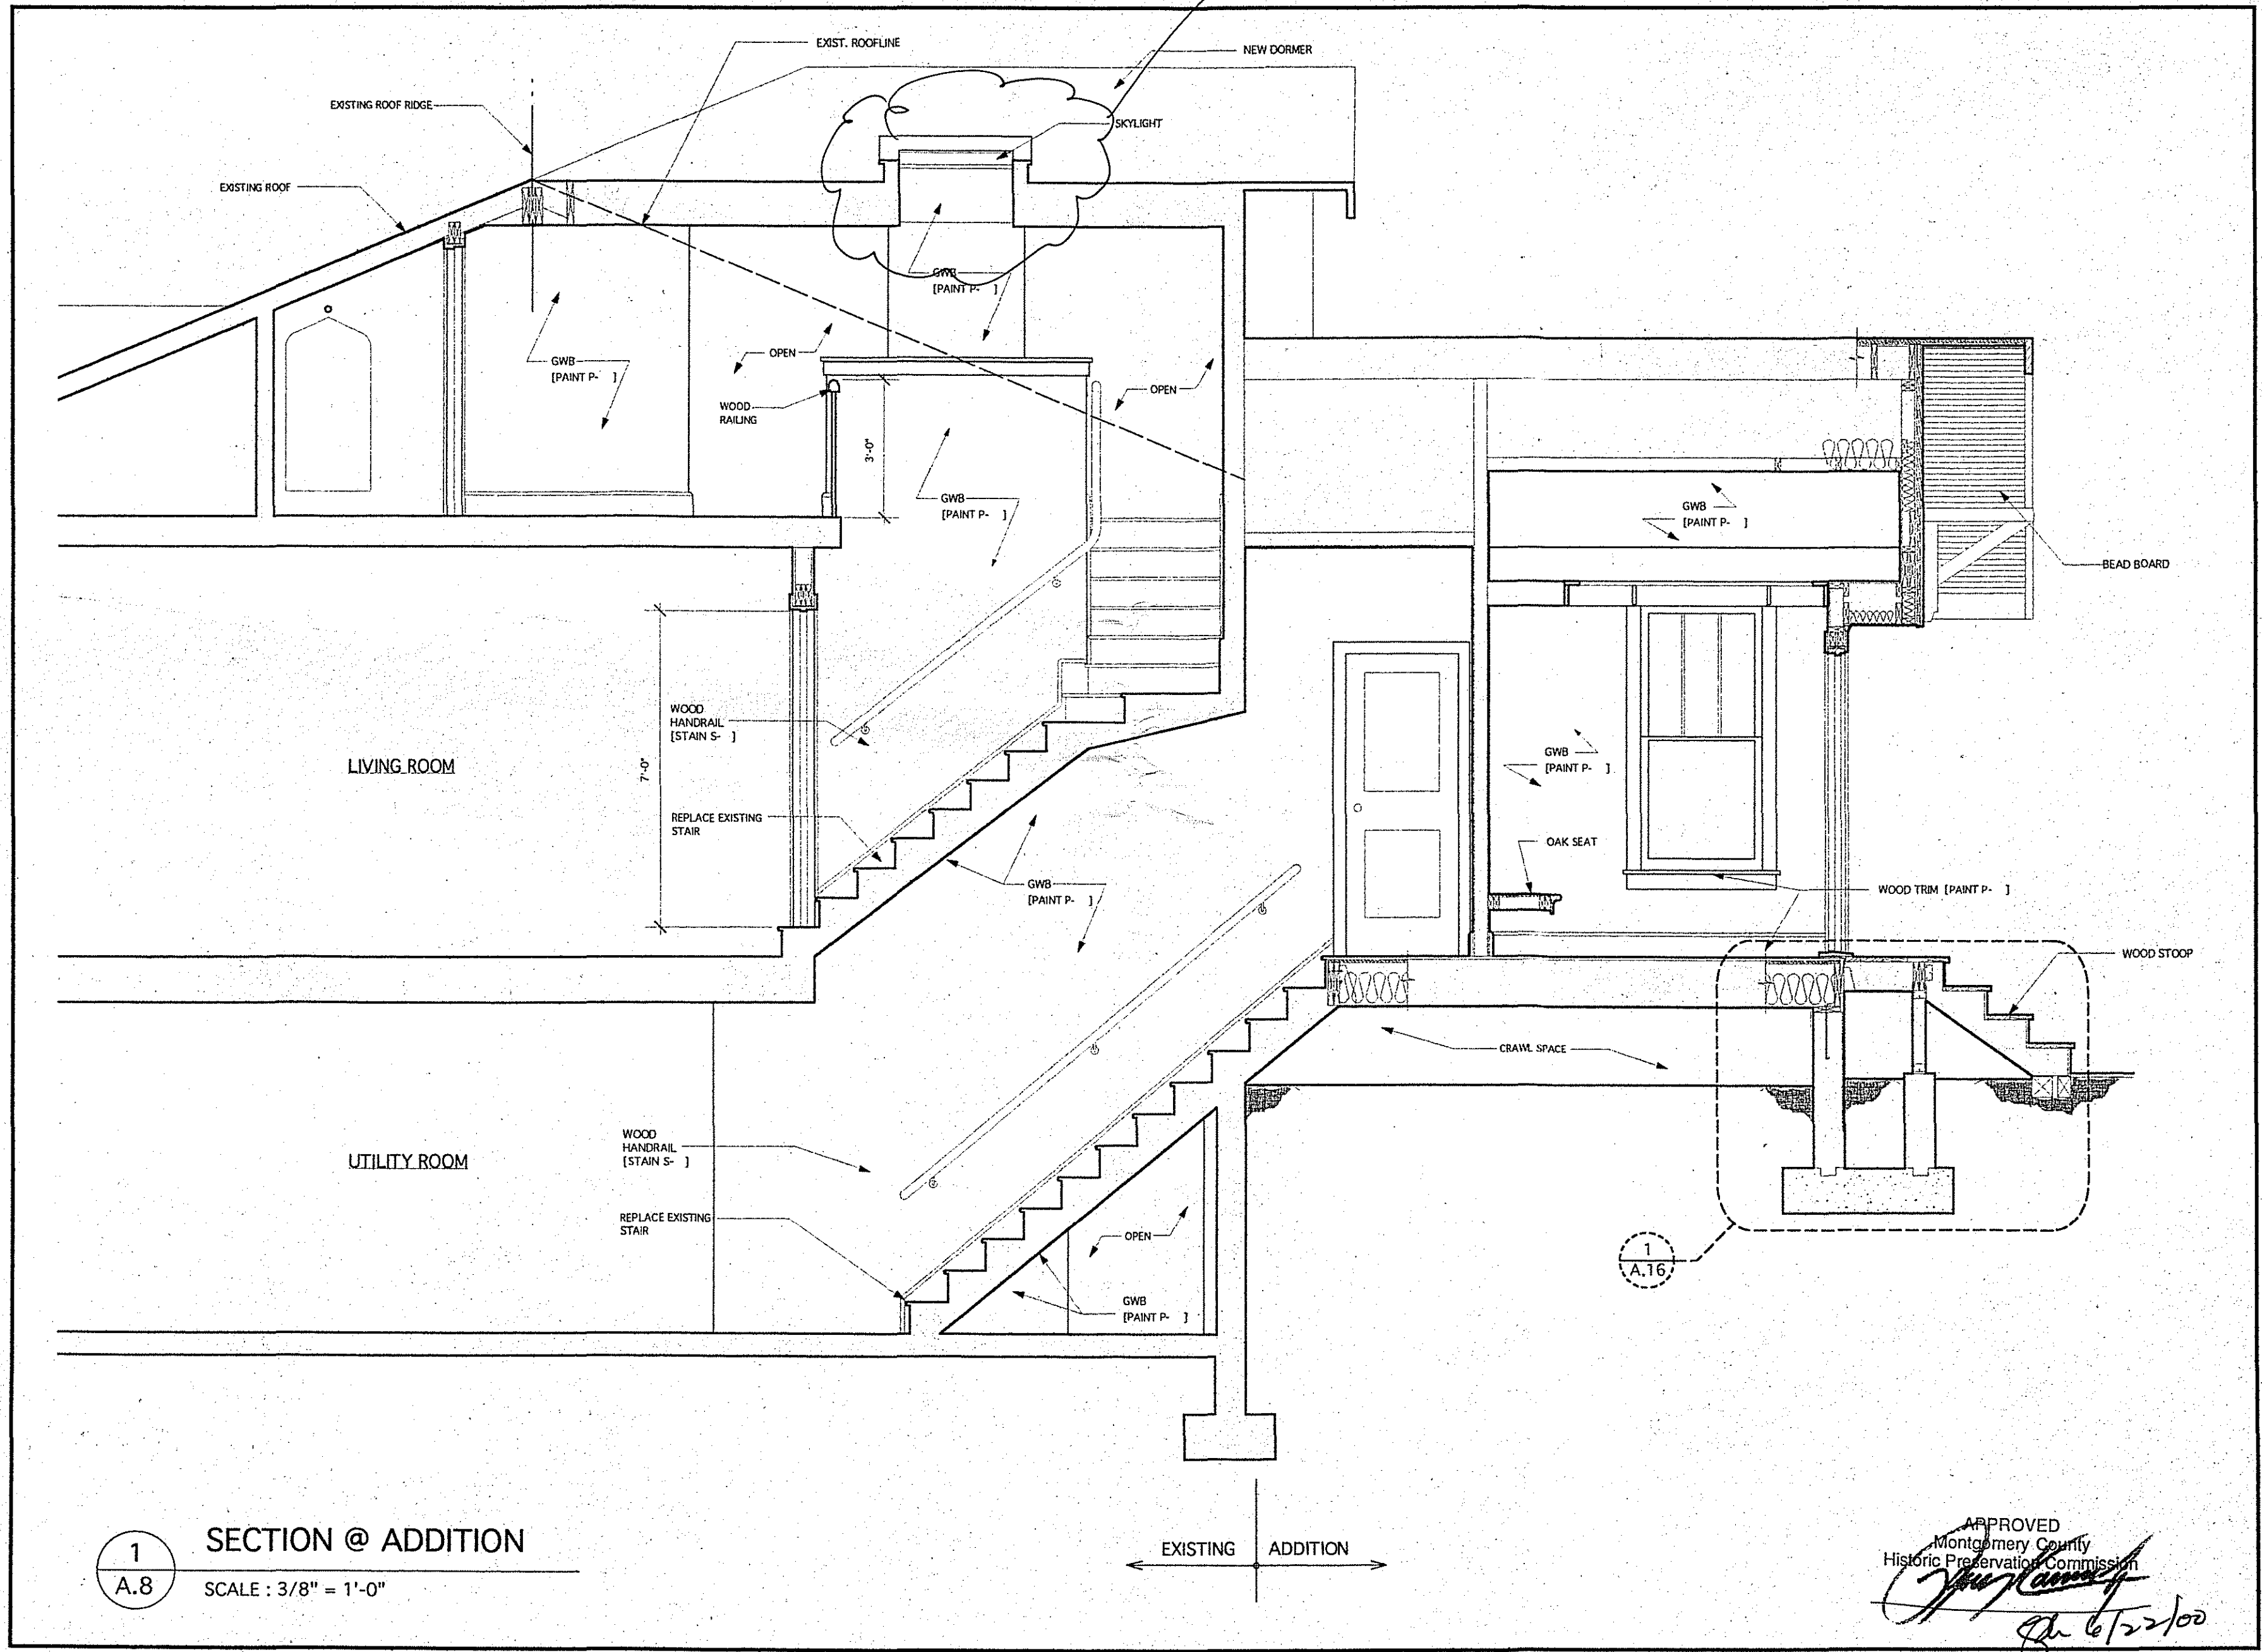 EXIST. ROOFLINE
NEW DORMER
EXISTING ROOF RIDGE
SKYLIGHT
EXISTING ROOF
GWB
[PAINT P-   ]
GWB
[PAINT P-   ]
OPEN
OPEN
WOOD
RAILING
3'-0"
GWB
[PAINT P-   ]
GWB
[PAINT P-   ]
BEAD BOARD
WOOD
HANDRAIL
[STAIN S-   ]
LIVING ROOM
7'-0"
GWB
[PAINT P-   ]
REPLACE EXISTING
STAIR
OAK SEAT
GWB
[PAINT P-   ]
WOOD TRIM [PAINT P-   ]
WOOD STOOP
CRAWL SPACE
WOOD
HANDRAIL
[STAIN S-   ]
UTILITY ROOM
REPLACE EXISTING
STAIR
OPEN
1
A.16
GWB
[PAINT P-   ]
1
A.8
SECTION @ ADDITION
SCALE : 3/8" = 1'-0"
EXISTING
ADDITION
APPROVED
Montgomery County
Historic Preservation Commission
6/22/00